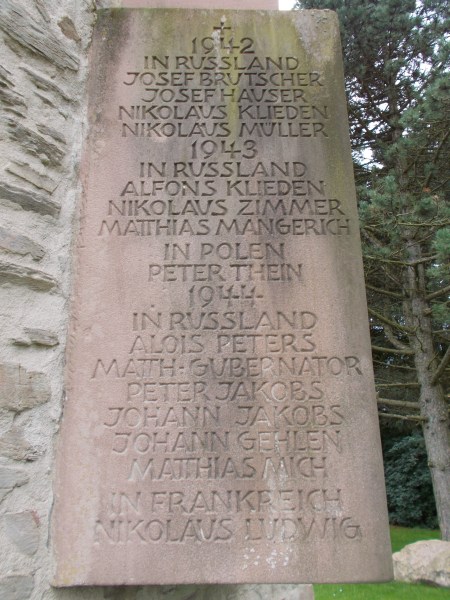 1942
IN RUSSLAND
JOSEF BRUTSCHER
JOSEF HAUSER
NIKOLAUS KLIEDEN
NIKOLAUS MÜLLER
1943
IN RUSSLAND
ALFONS KLIEDEN
NIKOLAUS ZIMMER
MATTHIAS MANGERICH
IN POLEN
PETER THEIN
1944
IN RUSSLAND
ALOIS PETERS
MATTH· GUBERNATOR
PETER JAKOBS
JOHANN JAKOBS
JOHANN GEHLEN
MATTHIAS MICH
IN FRANKREICH
NIKOLAUS LUDWIG